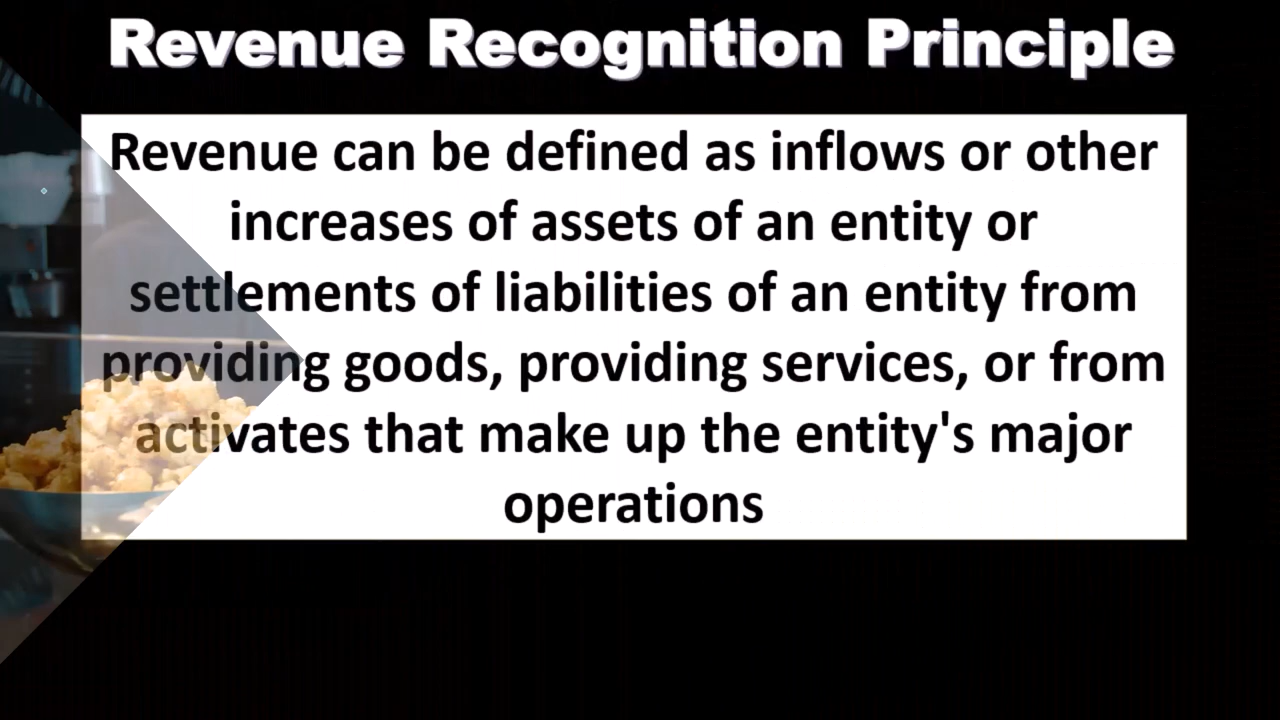 Revenue Recognition Principle
Revenue can be defined as inflows or other
increases of assets of an entity or
settlements of liabilities of an entity from
providing goods, providing services, or from
activates that make up the entity's major
operations